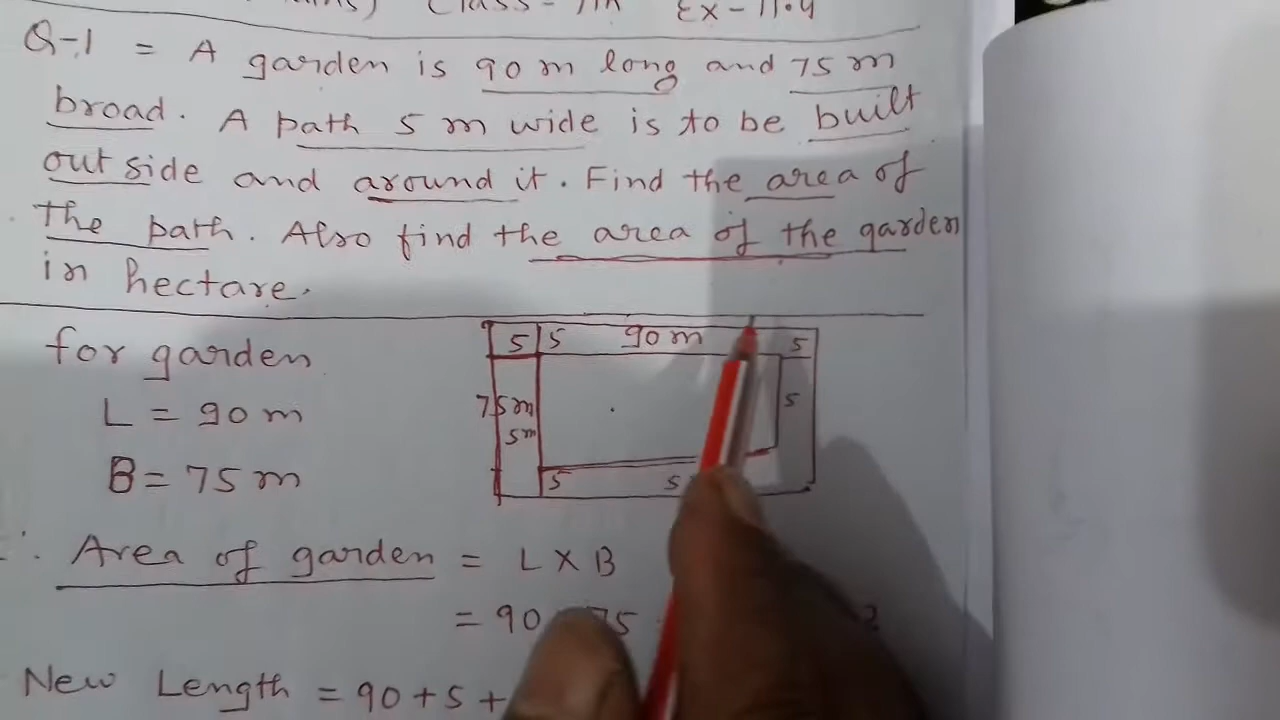 Class - 7th Ex - 11.4
Q-1 = A garden is 90 m long and 75 m
broad. A path 5 m wide is to be built
out side and around it. Find the area of
the path. Also find the area of the garden
in hectare.
for garden
L = 90 m
B = 75 m
5 5 90 m 5
75 m 5
5 m
5 5
∴ Area of garden = L X B
= 90 75 2
New Length = 90 + 5 +